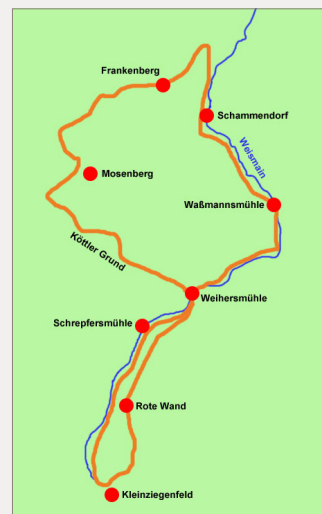 Frankenberg
Schammendorf
Weismain
Mosenberg
Waßmannsmühle
Köttler Grund
Weihersmühle
Schrepfersmühle
Rote Wand
Kleinziegenfeld